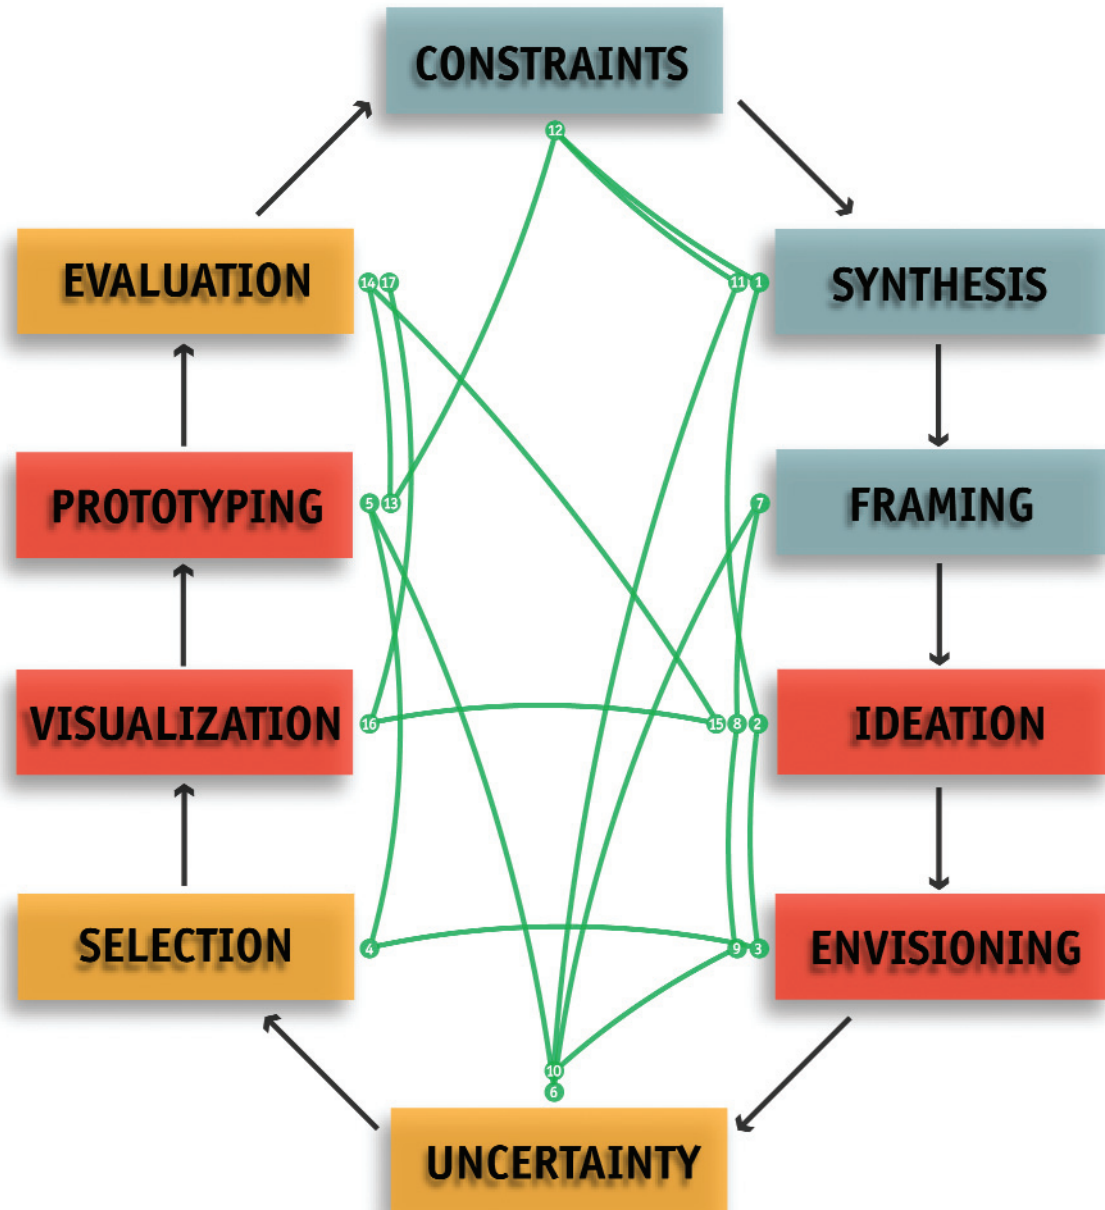 CONSTRAINTS
12
EVALUATION
14 17
11 1
SYNTHESIS
PROTOTYPING
5 13
7
FRAMING
VISUALIZATION
16
15 8 2
IDEATION
SELECTION
4
9 3
ENVISIONING
10
6
UNCERTAINTY